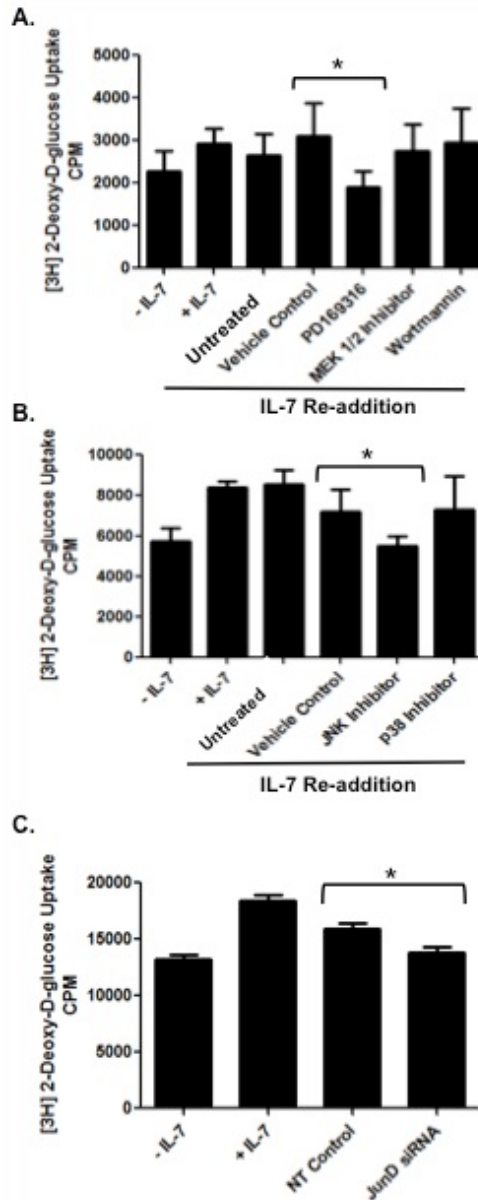 A.
[3H] 2-Deoxy-D-glucose Uptake
CPM
5000
4000
3000
2000
1000
0
*
- IL-7
+ IL-7
Untreated
Vehicle Control
PD169316
MEK 1/2 Inhibitor
Wortmannin
IL-7 Re-addition
B.
[3H] 2-Deoxy-D-glucose Uptake
CPM
10000
8000
6000
4000
2000
0
*
- IL-7
+ IL-7
Untreated
Vehicle Control
JNK Inhibitor
p38 Inhibitor
IL-7 Re-addition
C.
[3H] 2-Deoxy-D-glucose Uptake
CPM
20000
15000
10000
5000
0
*
- IL-7
+ IL-7
NT Control
JunD siRNA